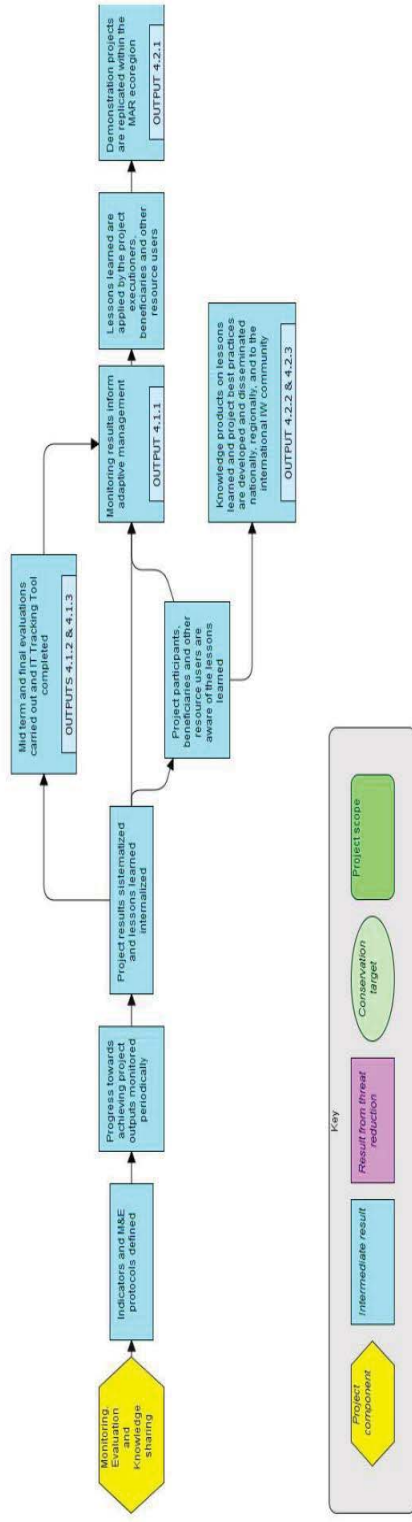 Monitoring,
Evaluation
and
Knowledge
sharing
Indicators and M&E
protocols defined
Progress towards
achieving project
outputs monitored
periodically
Project results sistematized
and lessons learned
internalized
Mid term and final evaluations
carried out and IT Tracking Tool
completed
OUTPUTS 4.1.2 & 4.1.3
Project participants,
beneficiaries and other
resource users are
aware of the lessons
learned
Monitoring results inform
adaptive management
OUTPUT 4.1.1
Knowledge products on lessons
learned and project best practices
are developed and disseminated
nationally, regionally, and to the
international IW community
OUTPUT 4.2.2 & 4.2.3
Lessons learned are
applied by the project
executioners,
beneficiaries and other
resource users
Demonstration projects
are replicated within the
MAR ecoregion
OUTPUT 4.2.1
Key
Project
component
Intermediate result
Result from threat
reduction
Conservation
target
Project scope